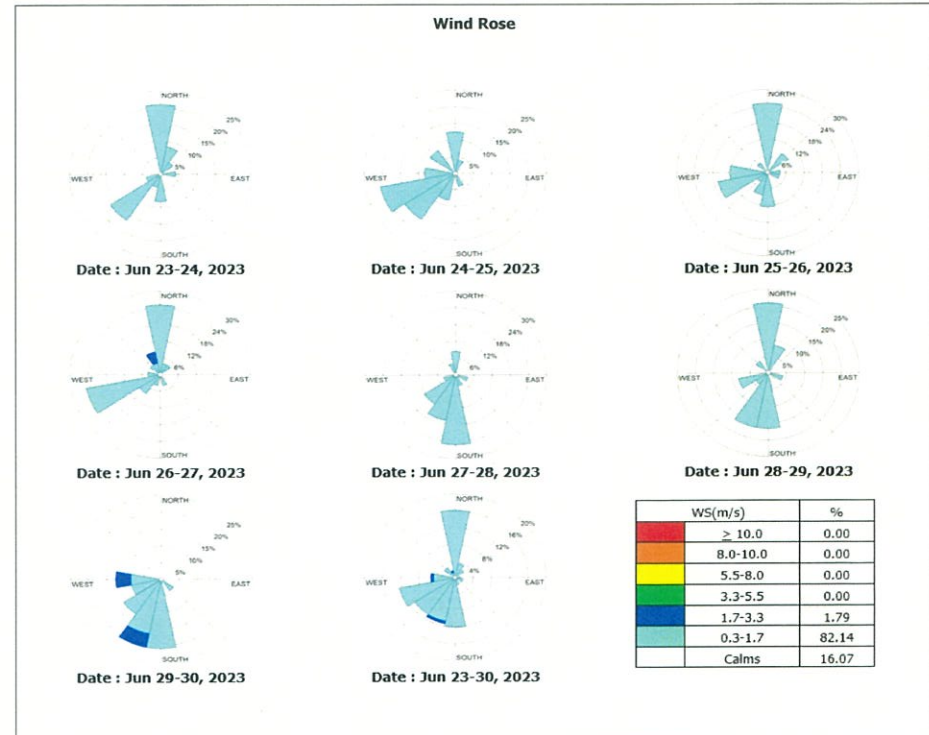 Wind Rose
NORTH
25%
20%
15%
10%
5%
WEST
EAST
SOUTH
Date : Jun 23-24, 2023
NORTH
25%
20%
15%
10%
5%
WEST
EAST
SOUTH
Date : Jun 24-25, 2023
NORTH
30%
24%
18%
12%
6%
WEST
EAST
SOUTH
Date : Jun 25-26, 2023
NORTH
30%
24%
18%
12%
6%
WEST
EAST
SOUTH
Date : Jun 26-27, 2023
NORTH
30%
24%
18%
12%
6%
WEST
EAST
SOUTH
Date : Jun 27-28, 2023
NORTH
25%
20%
15%
10%
5%
WEST
EAST
SOUTH
Date : Jun 28-29, 2023
NORTH
25%
20%
15%
10%
5%
WEST
EAST
SOUTH
Date : Jun 29-30, 2023
NORTH
20%
16%
12%
8%
4%
WEST
EAST
SOUTH
Date : Jun 23-30, 2023
WS(m/s) %
≥ 10.0 0.00
8.0-10.0 0.00
5.5-8.0 0.00
3.3-5.5 0.00
1.7-3.3 1.79
0.3-1.7 82.14
Calms 16.07